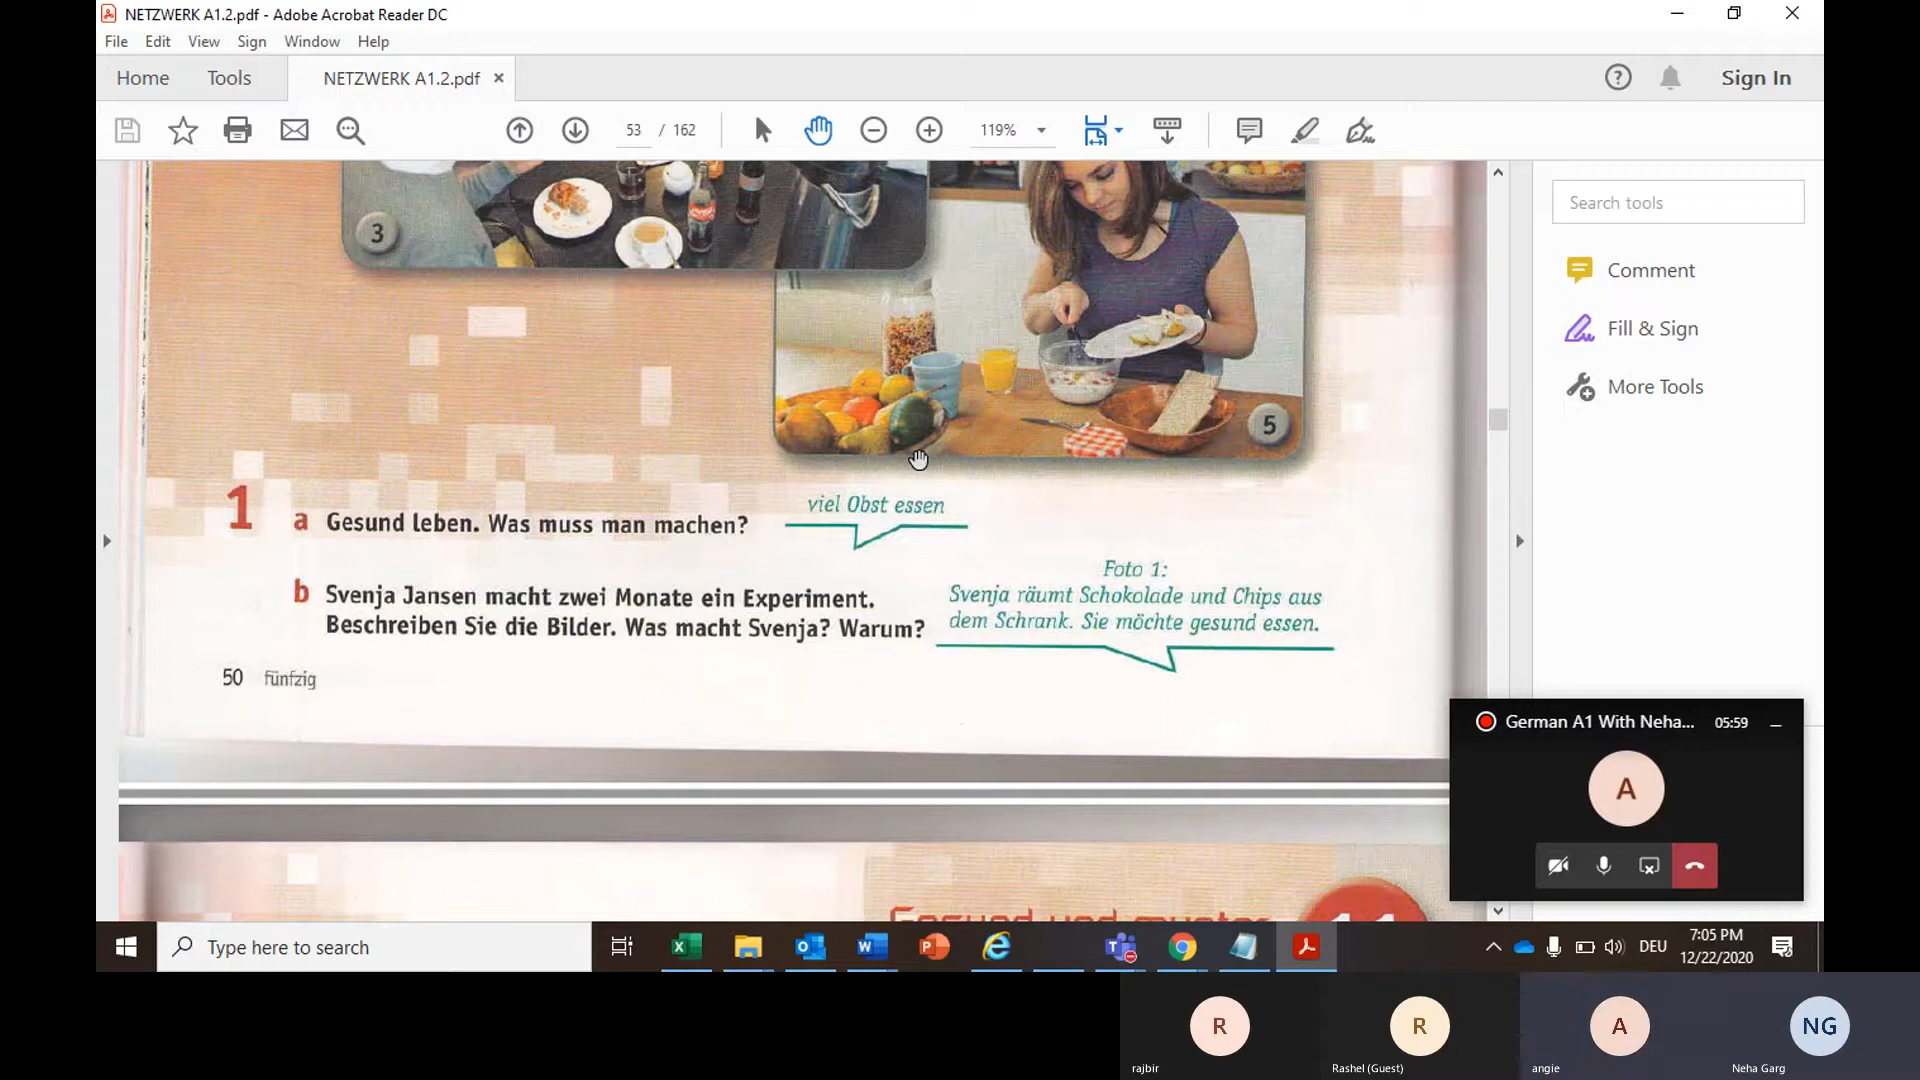 NETZWERK A1.2.pdf - Adobe Acrobat Reader DC
File Edit View Sign Window Help
Home Tools NETZWERK A1.2.pdf × Sign In
53 / 162 119%
Search tools
Comment
Fill & Sign
More Tools
3
5
1 a Gesund leben. Was muss man machen?
viel Obst essen
b Svenja Jansen macht zwei Monate ein Experiment.
Beschreiben Sie die Bilder. Was macht Svenja? Warum?
Foto 1:
Svenja räumt Schokolade und Chips aus
dem Schrank. Sie möchte gesund essen.
50 fünfzig
German A1 With Neha... 05:59
A
Gesund und munter 11
Type here to search
DEU
7:05 PM
12/22/2020
R R A NG
rajbir Rashel (Guest) angie Neha Garg